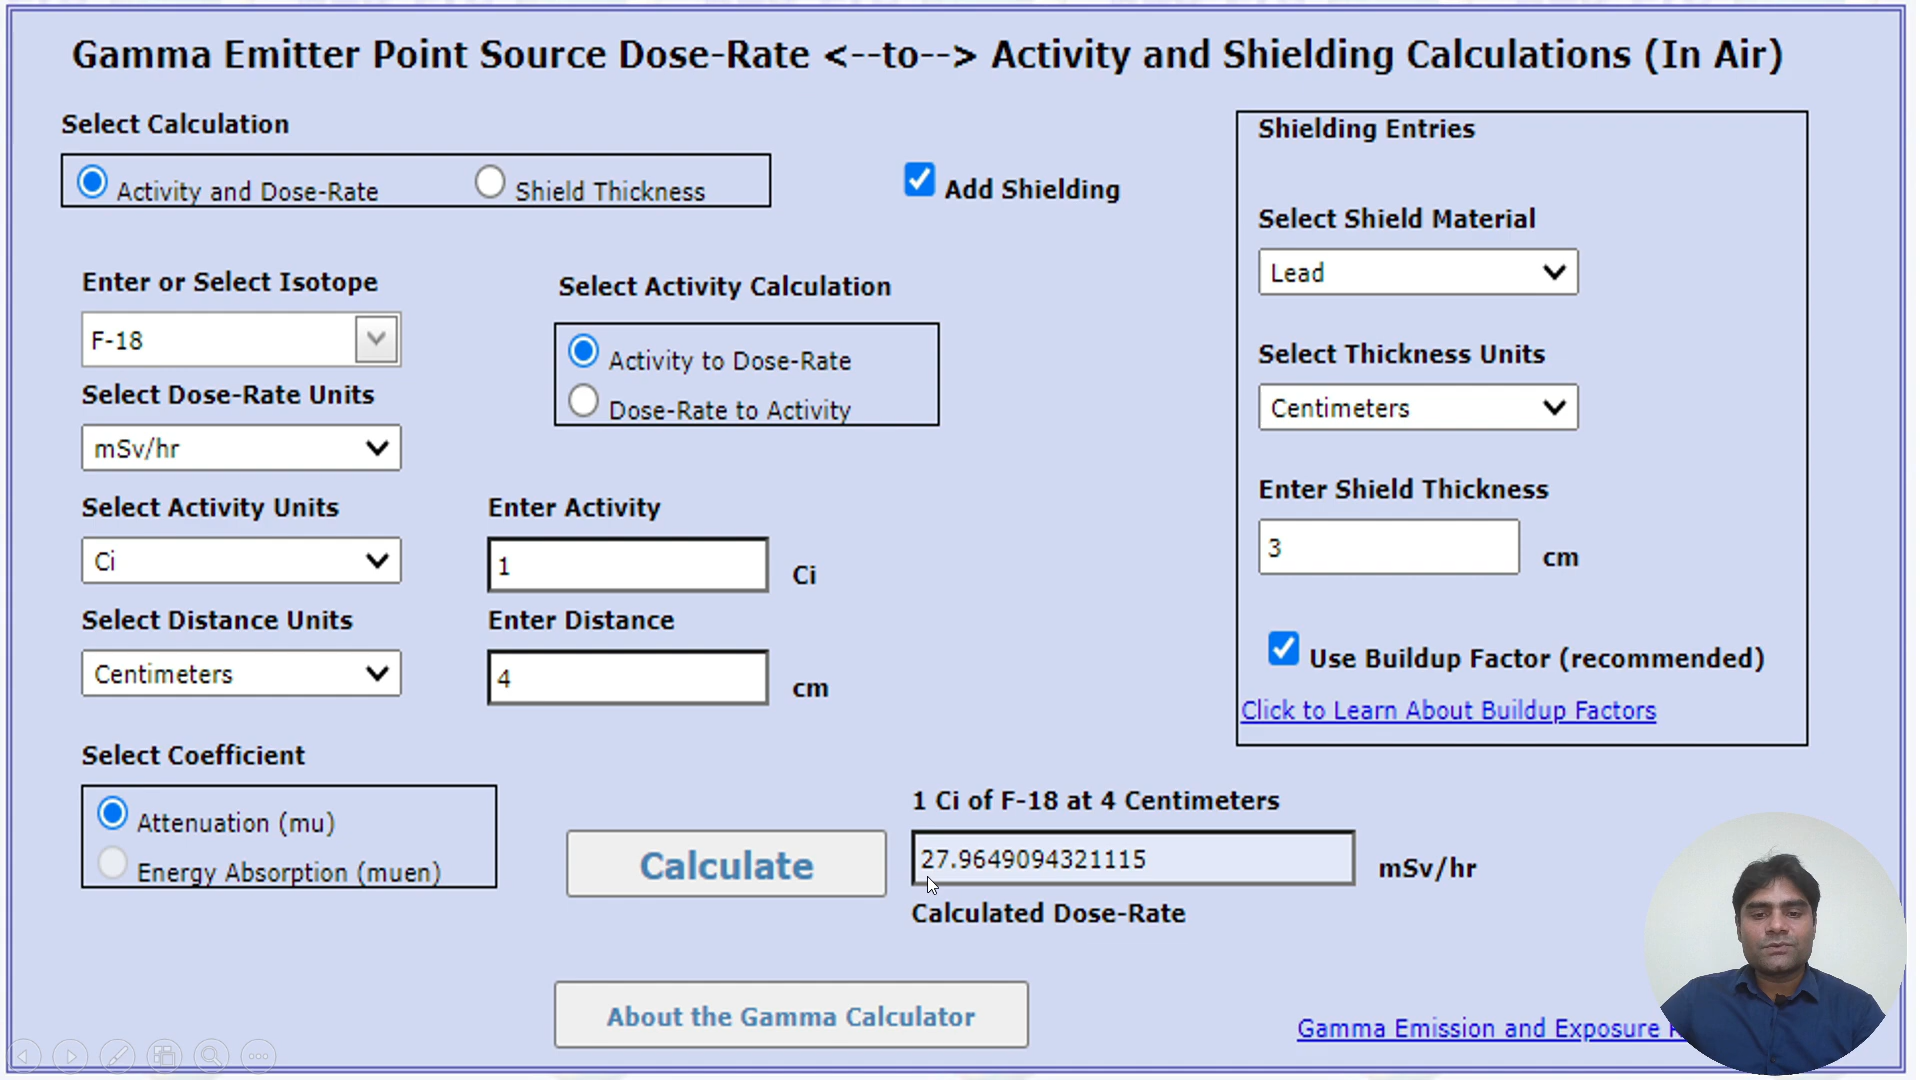 Gamma Emitter Point Source Dose-Rate <--to--> Activity and Shielding Calculations (In Air)
Select Calculation
Activity and Dose-Rate
Shield Thickness
Add Shielding
Enter or Select Isotope
F-18
Select Activity Calculation
Activity to Dose-Rate
Dose-Rate to Activity
Select Dose-Rate Units
mSv/hr
Select Activity Units
Ci
Enter Activity
1
Ci
Select Distance Units
Centimeters
Enter Distance
4
cm
Select Coefficient
Attenuation (mu)
Energy Absorption (muen)
Shielding Entries
Select Shield Material
Lead
Select Thickness Units
Centimeters
Enter Shield Thickness
3
cm
Use Buildup Factor (recommended)
Click to Learn About Buildup Factors
Calculate
1 Ci of F-18 at 4 Centimeters
27.9649094321115
mSv/hr
Calculated Dose-Rate
About the Gamma Calculator
Gamma Emission and Exposure